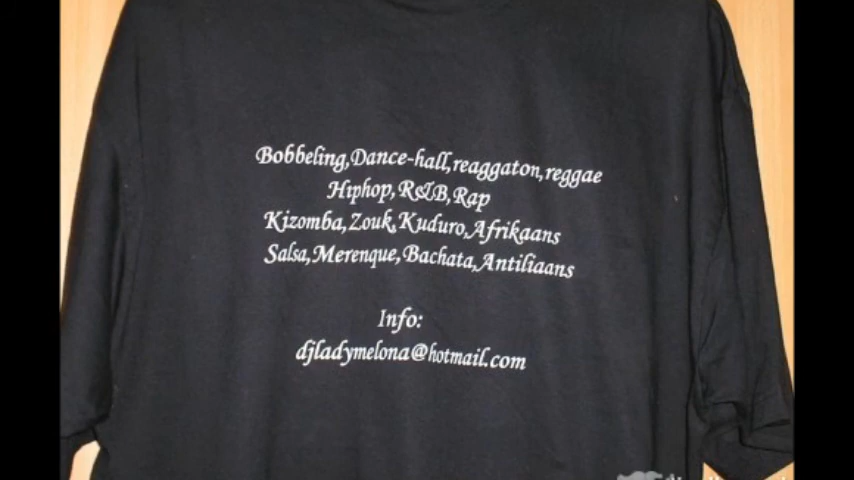 Bobbeling,Dance-hall,reaggaton,reggae
Hiphop,R&B,Rap
Kizomba,Zouk,Kuduro,Afrikaans
Salsa,Merenque,Bachata,Antiliaans
Info:
djladymelona@hotmail.com